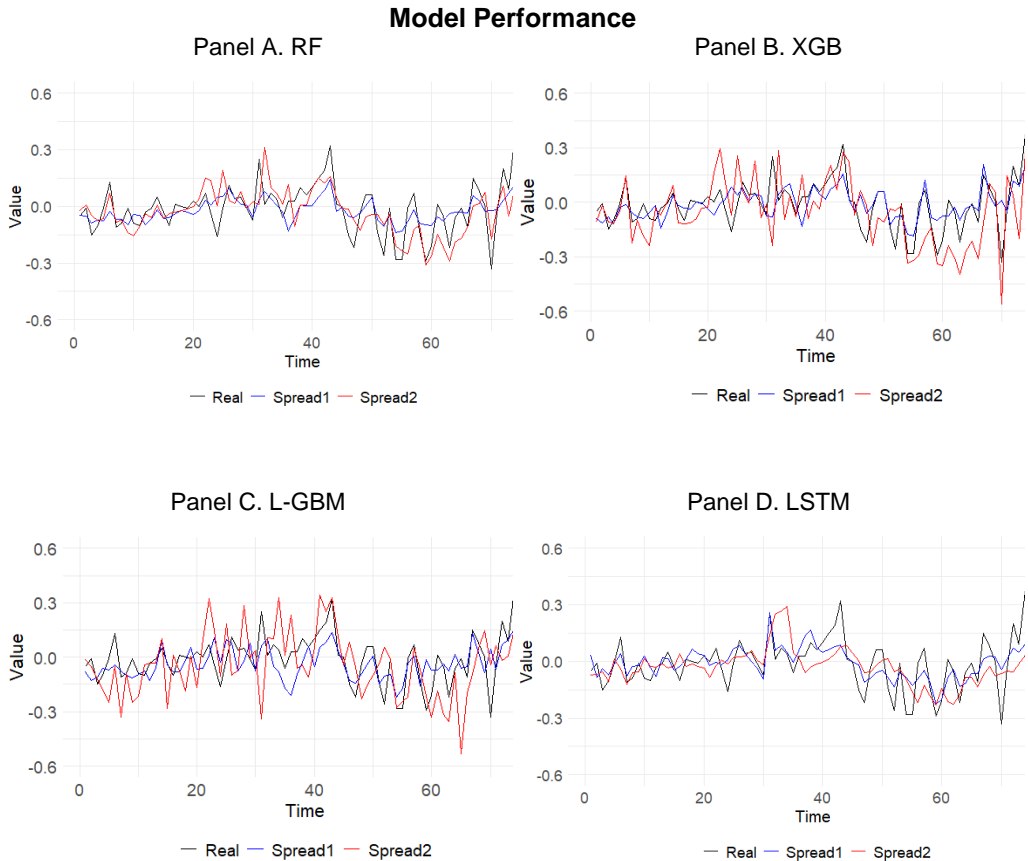 Model Performance
Panel A. RF
Value
0.6
0.3
0.0
-0.3
-0.6
0
20
40
60
Time
Real
Spread1
Spread2
Panel B. XGB
Value
0.6
0.3
0.0
-0.3
-0.6
0
20
40
60
Time
Real
Spread1
Spread2
Panel C. L-GBM
Value
0.6
0.3
0.0
-0.3
-0.6
0
20
40
60
Time
Real
Spread1
Spread2
Panel D. LSTM
Value
0.6
0.3
0.0
-0.3
-0.6
0
20
40
60
Time
Real
Spread1
Spread2